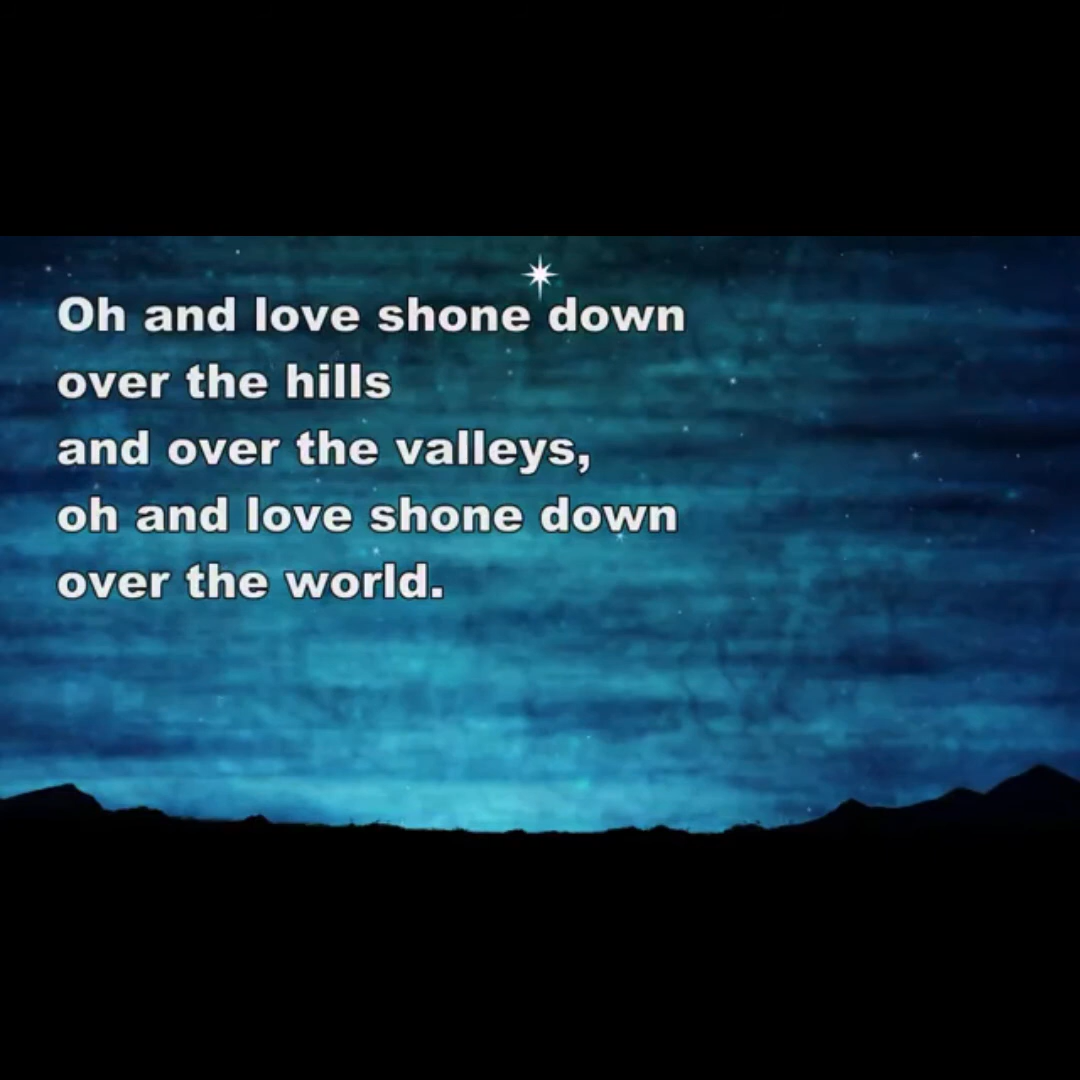 Oh and love shone down
over the hills
and over the valleys,
oh and love shone down
over the world.